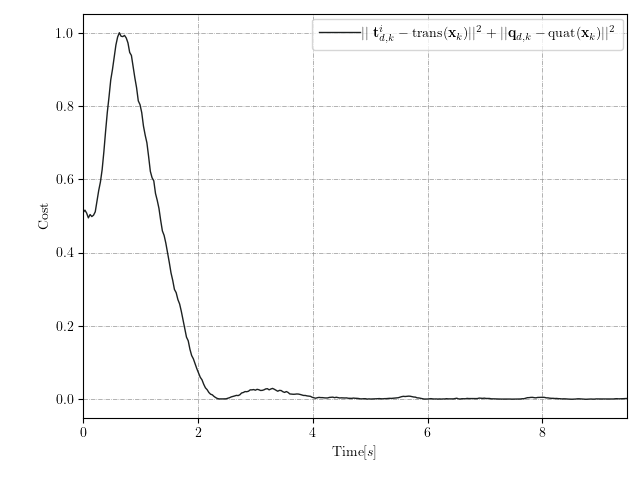 || t^i_{d,k} − trans(x_k)||² + ||q_{d,k} − quat(x_k)||²
1.0
0.8
0.6
0.4
0.2
0.0
Cost
0 2 4 6 8
Time[s]